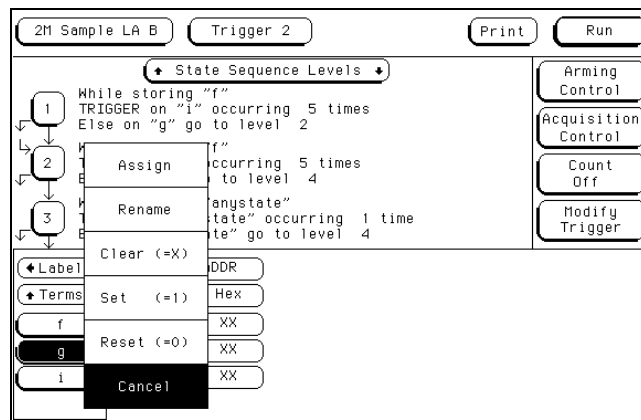 2M Sample LA B Trigger 2 Print Run
State Sequence Levels
Arming Control
Acquisition Control
Count Off
Modify Trigger
1 While storing "f"
TRIGGER on "i" occurring 5 times
Else on "g" go to level 2
2 "f"
occurring 5 times
to level 4
3 "anystate"
state" occurring 1 time
te" go to level 4
Assign
Rename
Clear (=X)
Set (=1)
Reset (=0)
Cancel
Label DDR
Terms Hex
f XX
g XX
i XX